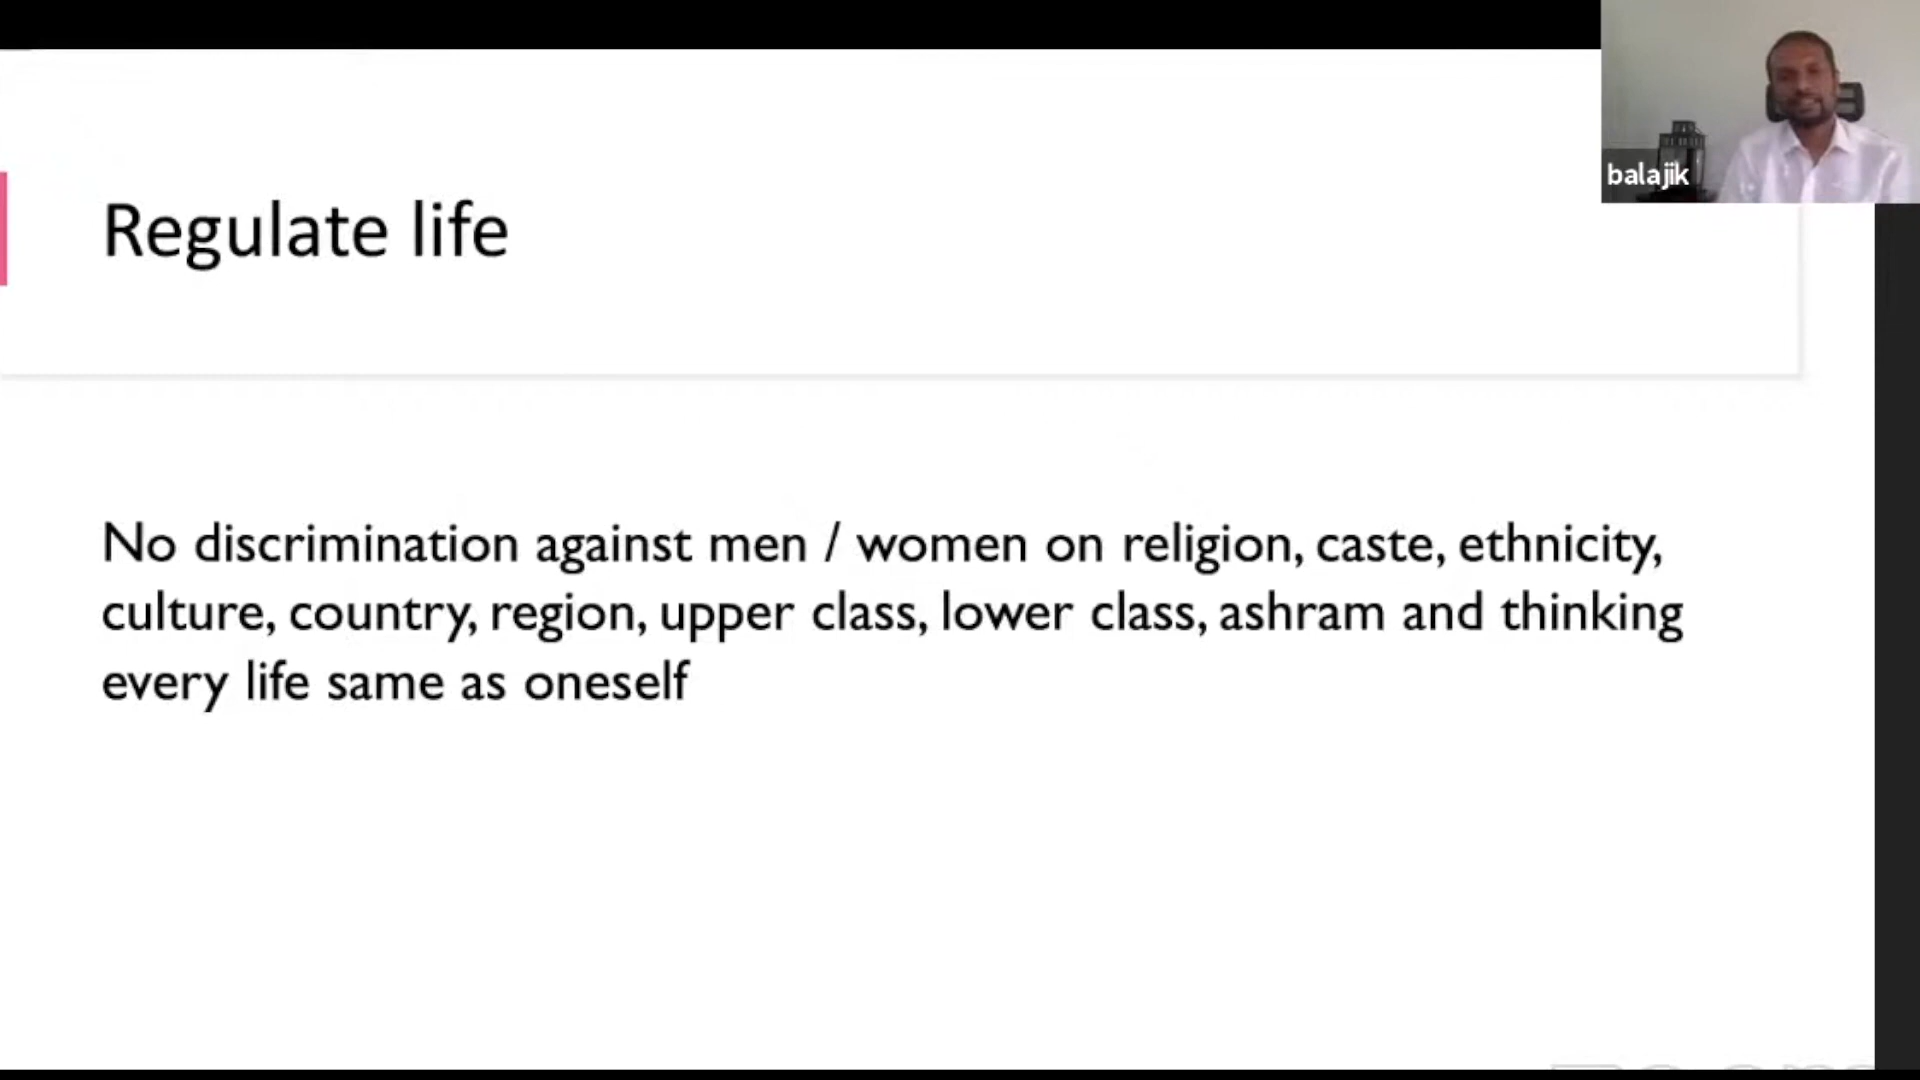 balajik
Regulate life
No discrimination against men / women on religion, caste, ethnicity,
culture, country, region, upper class, lower class, ashram and thinking
every life same as oneself